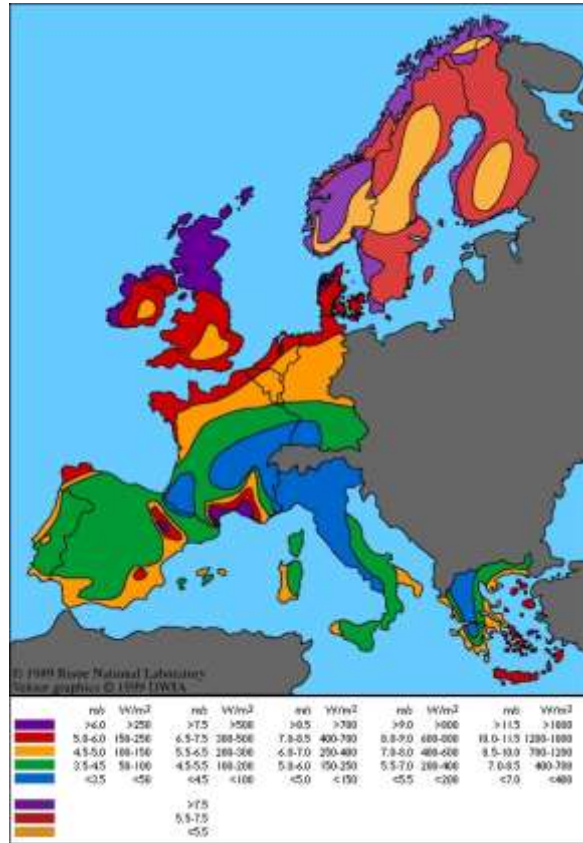 © 1989 Risoe National Laboratory
Vektor graphics © 1999 DWIA
m/s W/m² m/s W/m² m/s W/m² m/s W/m² m/s W/m²
>6.0 >250 >7.5 >500 >8.5 >700 >9.0 >800 >11.5 >1800
5.0-6.0 150-250 6.5-7.5 300-500 7.0-8.5 400-700 8.0-9.0 600-800 10.0-11.5 1200-1800
4.5-5.0 100-150 5.5-6.5 200-300 6.0-7.0 250-400 7.0-8.0 400-600 8.5-10.0 700-1200
3.5-4.5 50-100 4.5-5.5 100-200 5.0-6.0 150-250 5.5-7.0 200-400 7.0-8.5 400-700
<3.5 <50 <4.5 <100 <5.0 <150 <5.5 <200 <7.0 <400
>7.5
5.5-7.5
<5.5